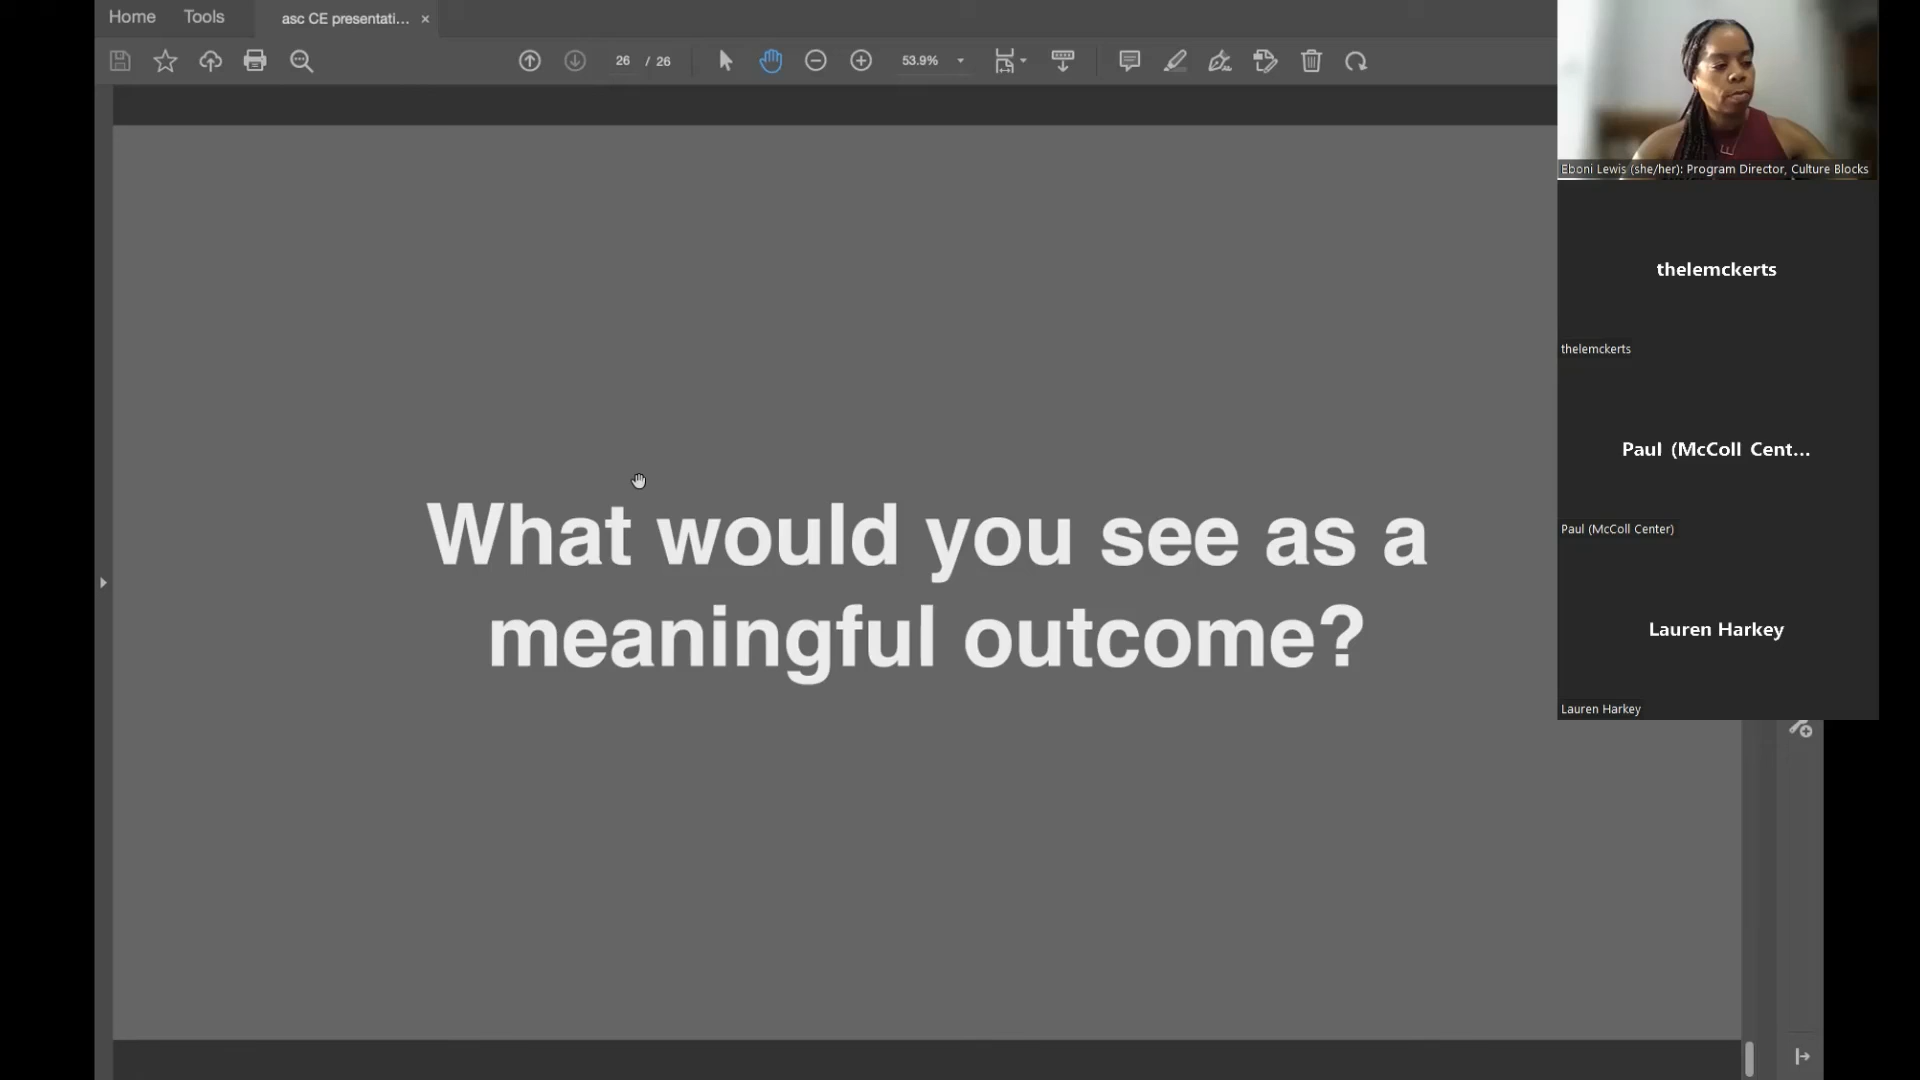 Home Tools asc CE presentati... ×
26 / 26 53.9%
What would you see as a
meaningful outcome?
Eboni Lewis (she/her): Program Director, Culture Blocks
thelemckerts
thelemckerts
Paul (McColl Cent...
Paul (McColl Center)
Lauren Harkey
Lauren Harkey